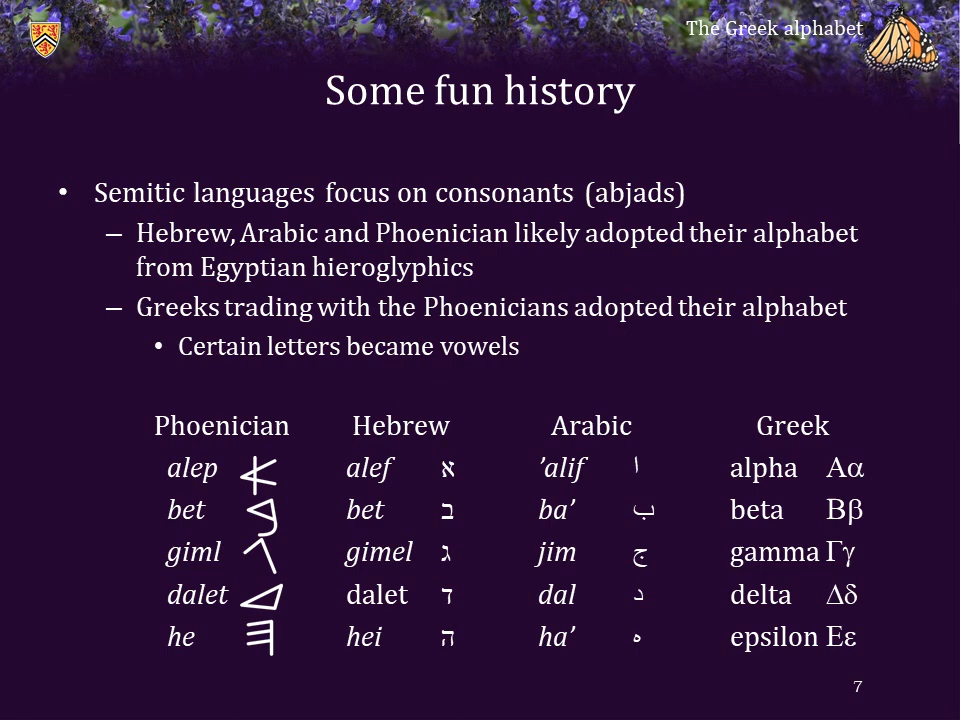 The Greek alphabet
Some fun history
• Semitic languages focus on consonants (abjads)
– Hebrew, Arabic and Phoenician likely adopted their alphabet
from Egyptian hieroglyphics
– Greeks trading with the Phoenicians adopted their alphabet
• Certain letters became vowels
Phoenician Hebrew Arabic Greek
alep 𐤀 alef א ’alif ا alpha Αα
bet 𐤁 bet ב ba’ ب beta Ββ
giml 𐤂 gimel ג jim ج gamma Γγ
dalet 𐤃 dalet ד dal د delta Δδ
he 𐤄 hei ה ha’ ه epsilon Εε
7